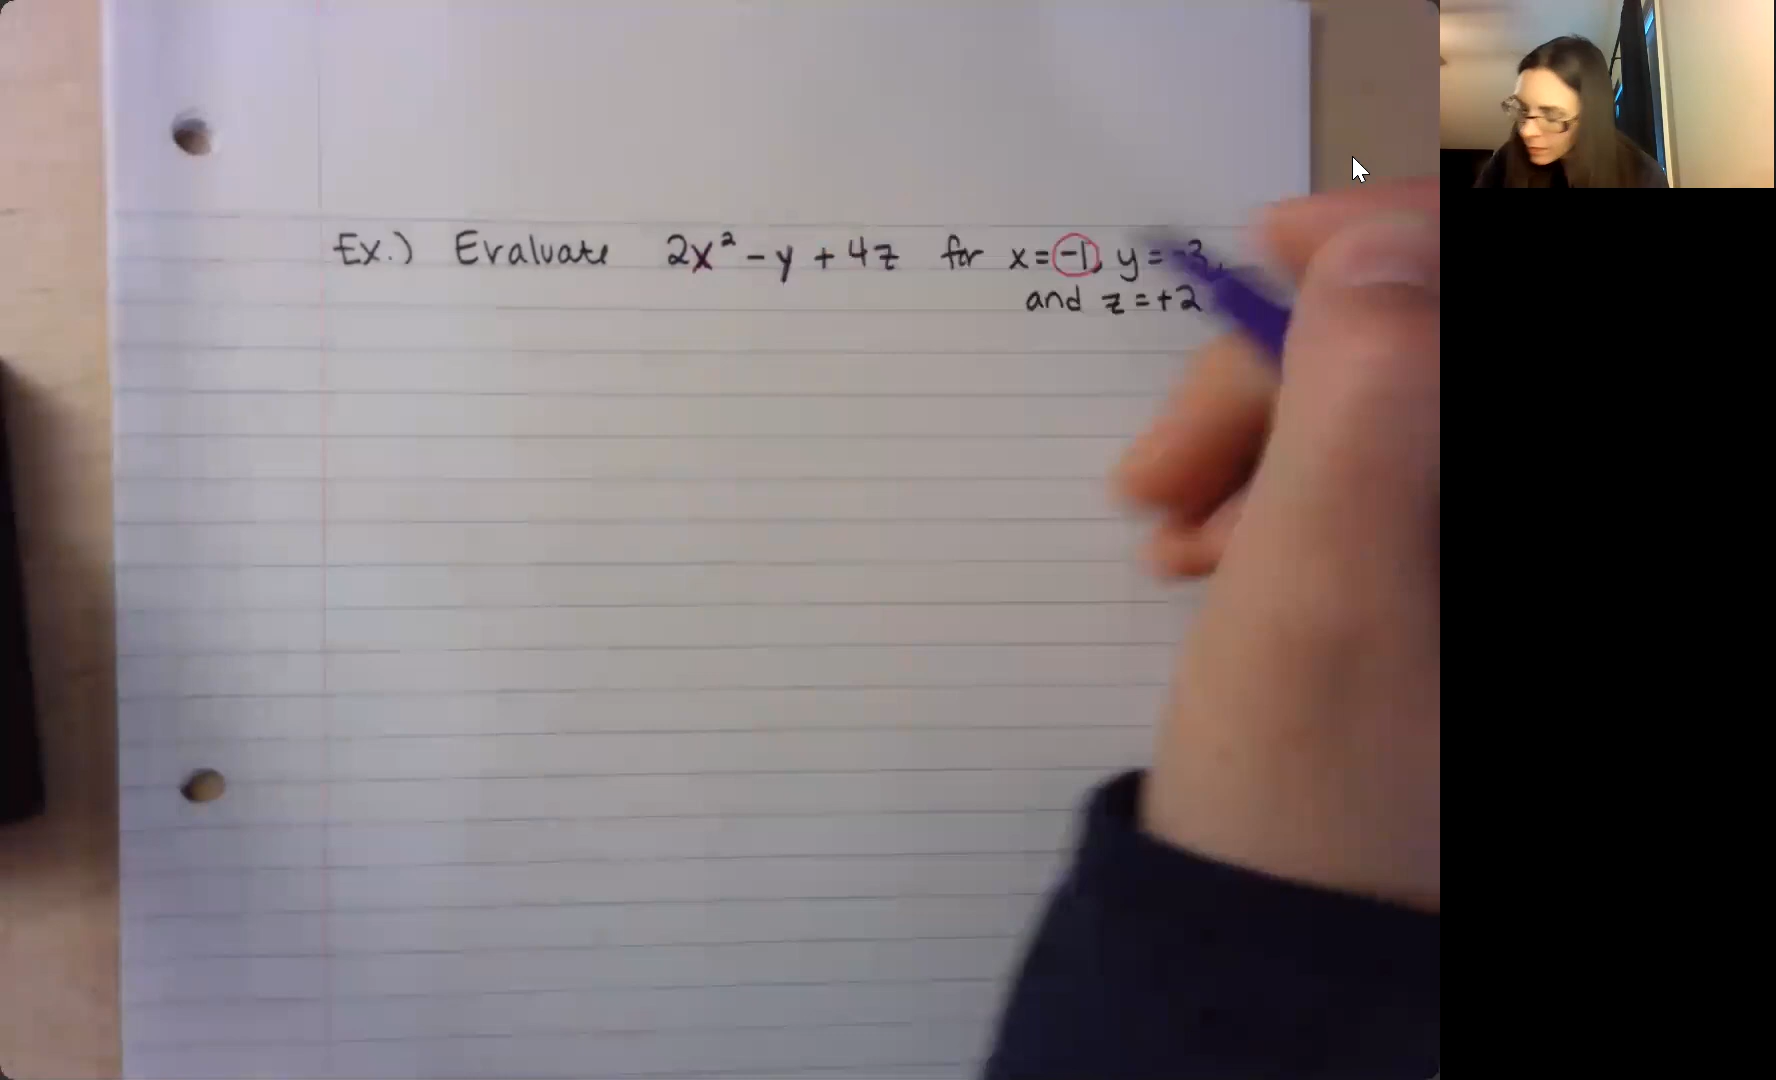 Ex.) Evaluate 2x² - y + 4z for x = -1, y = -3,
and z = +2